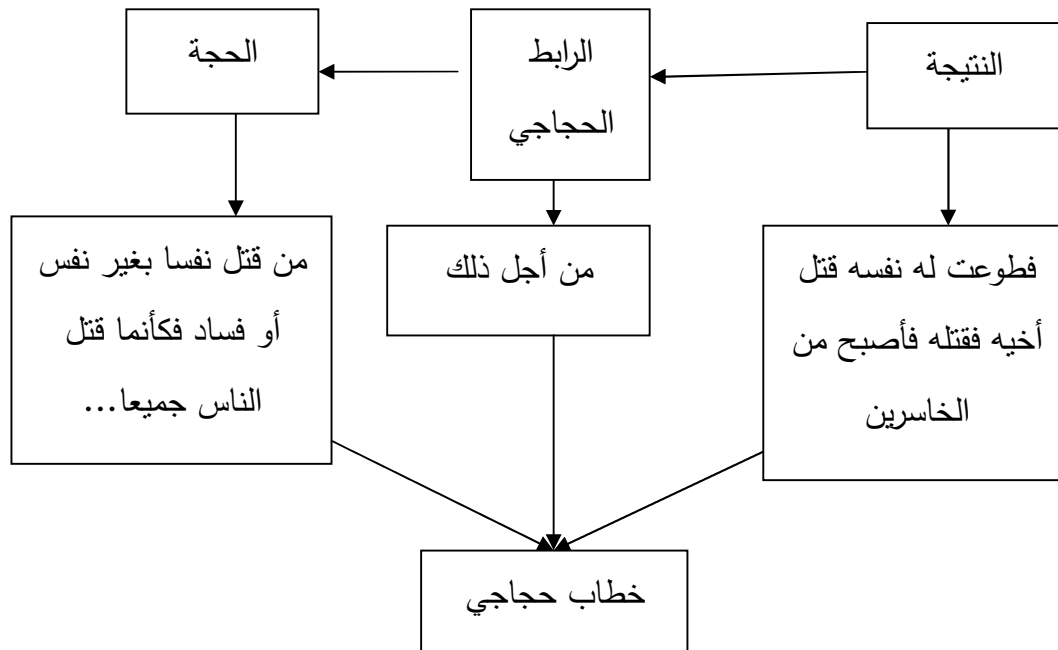 النتيجة
الرابط
الحجاجي
الحجة
فطوعت له نفسه قتل
أخيه فقتله فأصبح من
الخاسرين
من أجل ذلك
من قتل نفسا بغير نفس
أو فساد فكأنما قتل
الناس جميعا...
خطاب حجاجي